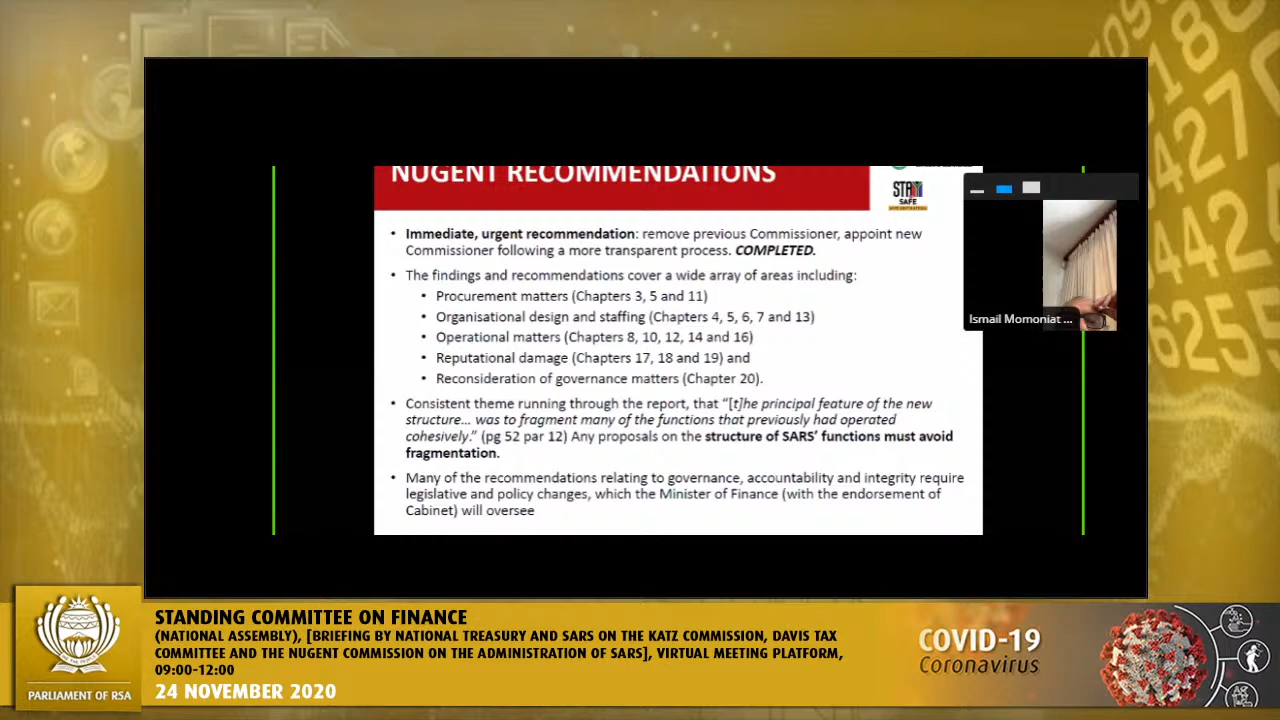 NUGENT RECOMMENDATIONS
STAY
SAFE
• Immediate, urgent recommendation: remove previous Commissioner, appoint new
Commissioner following a more transparent process. COMPLETED.
• The findings and recommendations cover a wide array of areas including:
• Procurement matters (Chapters 3, 5 and 11)
• Organisational design and staffing (Chapters 4, 5, 6, 7 and 13)
• Operational matters (Chapters 8, 10, 12, 14 and 16)
• Reputational damage (Chapters 17, 18 and 19) and
• Reconsideration of governance matters (Chapter 20).
• Consistent theme running through the report, that “[t]he principal feature of the new
structure… was to fragment many of the functions that previously had operated
cohesively.” (pg 52 par 12) Any proposals on the structure of SARS’ functions must avoid
fragmentation.
• Many of the recommendations relating to governance, accountability and integrity require
legislative and policy changes, which the Minister of Finance (with the endorsement of
Cabinet) will oversee
Ismail Momoniat ...
STANDING COMMITTEE ON FINANCE
(NATIONAL ASSEMBLY), [BRIEFING BY NATIONAL TREASURY AND SARS ON THE KATZ COMMISSION, DAVIS TAX
COMMITTEE AND THE NUGENT COMMISSION ON THE ADMINISTRATION OF SARS], VIRTUAL MEETING PLATFORM,
09:00-12:00
24 NOVEMBER 2020
PARLIAMENT OF RSA
COVID-19
Coronavirus